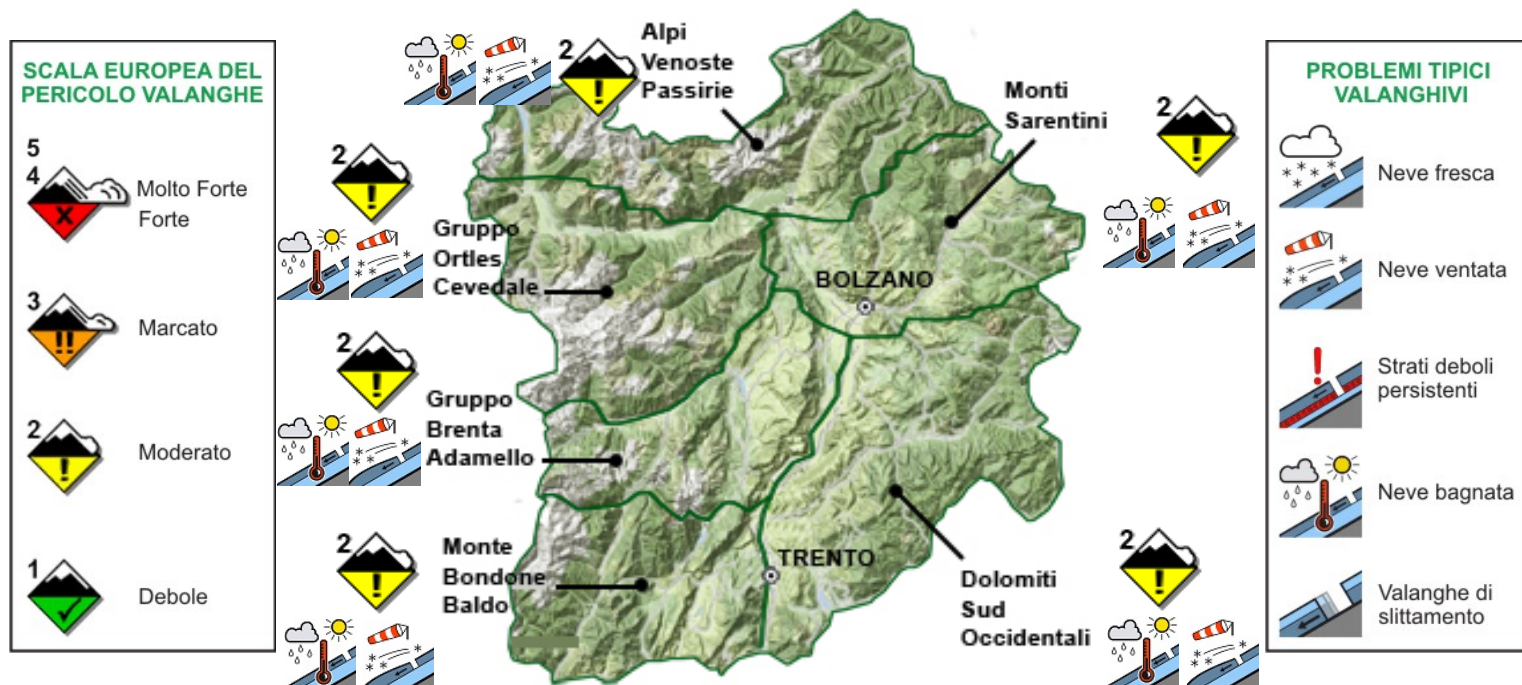 SCALA EUROPEA DEL
PERICOLO VALANGHE
5
4
Molto Forte
Forte
3
Marcato
2
Moderato
1
Debole
2
Alpi
Venoste
Passirie
Monti
Sarentini
2
2
Gruppo
Ortles
Cevedale
BOLZANO
2
Gruppo
Brenta
Adamello
2
Monte
Bondone
Baldo
TRENTO
Dolomiti
Sud
Occidentali
2
PROBLEMI TIPICI
VALANGHIVI
Neve fresca
Neve ventata
Strati deboli
persistenti
Neve bagnata
Valanghe di
slittamento